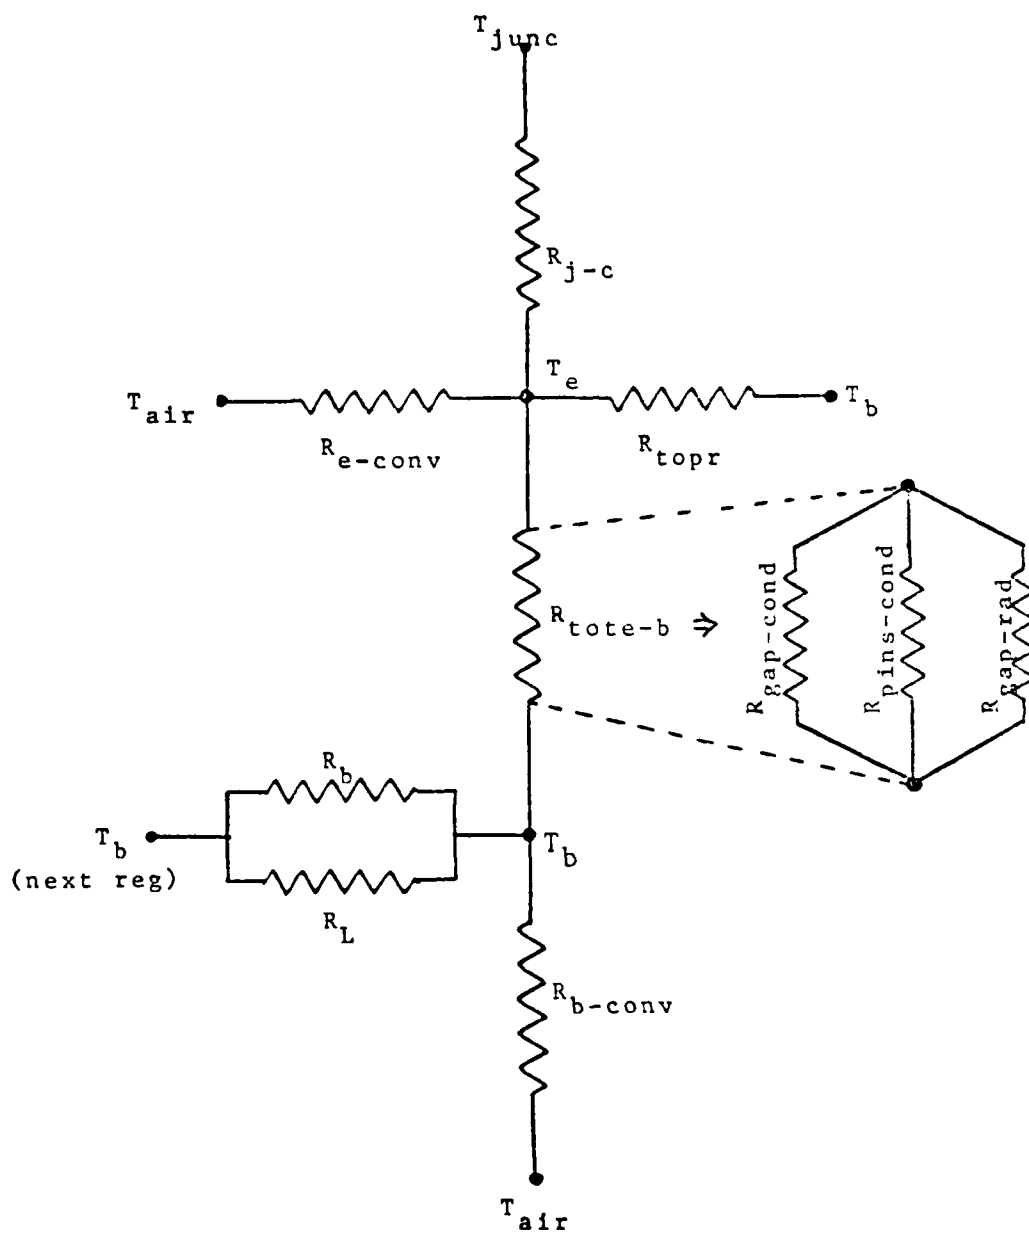 T_junc
R_j-c
T_e
T_air
T_b
R_e-conv
R_topr
R_tote-b ⇒
R_gap-cond
R_pins-cond
R_gap-rad
R_b
T_b
T_b
(next reg)
R_L
R_b-conv
T_air